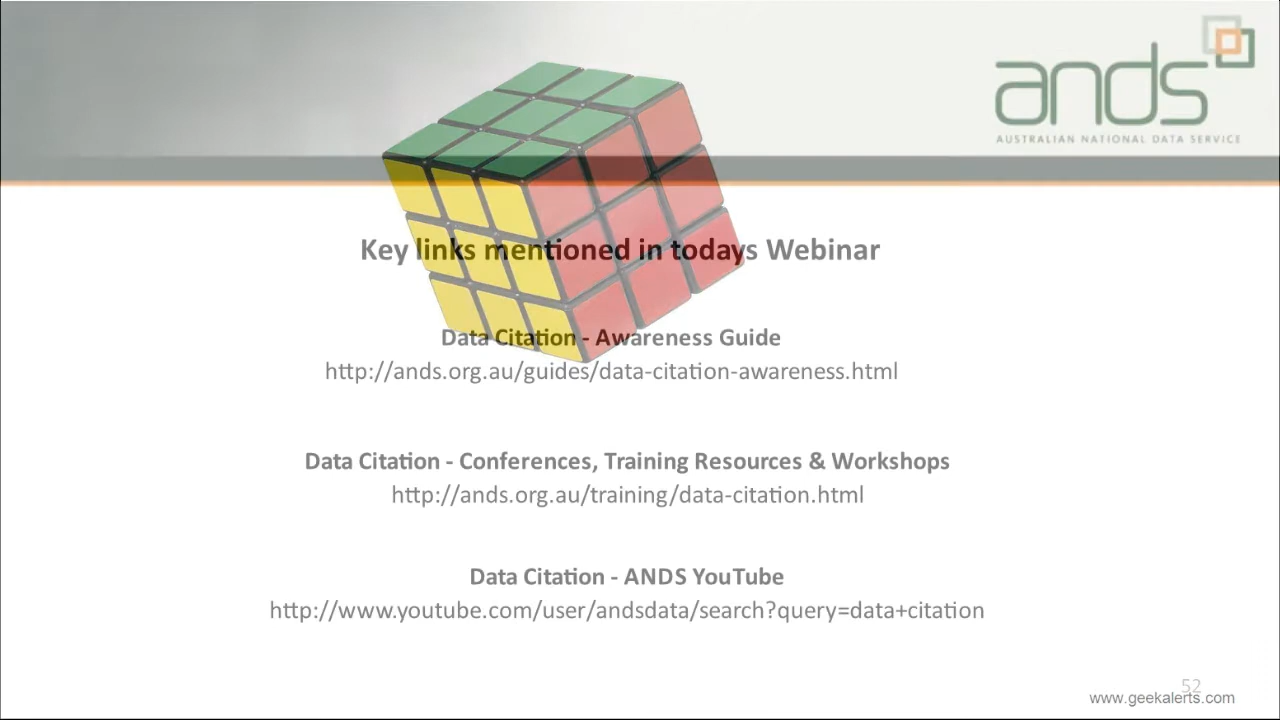 ands
AUSTRALIAN NATIONAL DATA SERVICE
Key links mentioned in todays Webinar
Data Citation - Awareness Guide
http://ands.org.au/guides/data-citation-awareness.html
Data Citation - Conferences, Training Resources & Workshops
http://ands.org.au/training/data-citation.html
Data Citation - ANDS YouTube
http://www.youtube.com/user/andsdata/search?query=data+citation
52
www.geekalerts.com